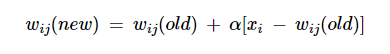 w_{ij}(new) = w_{ij}(old) + α[x_i − w_{ij}(old)]